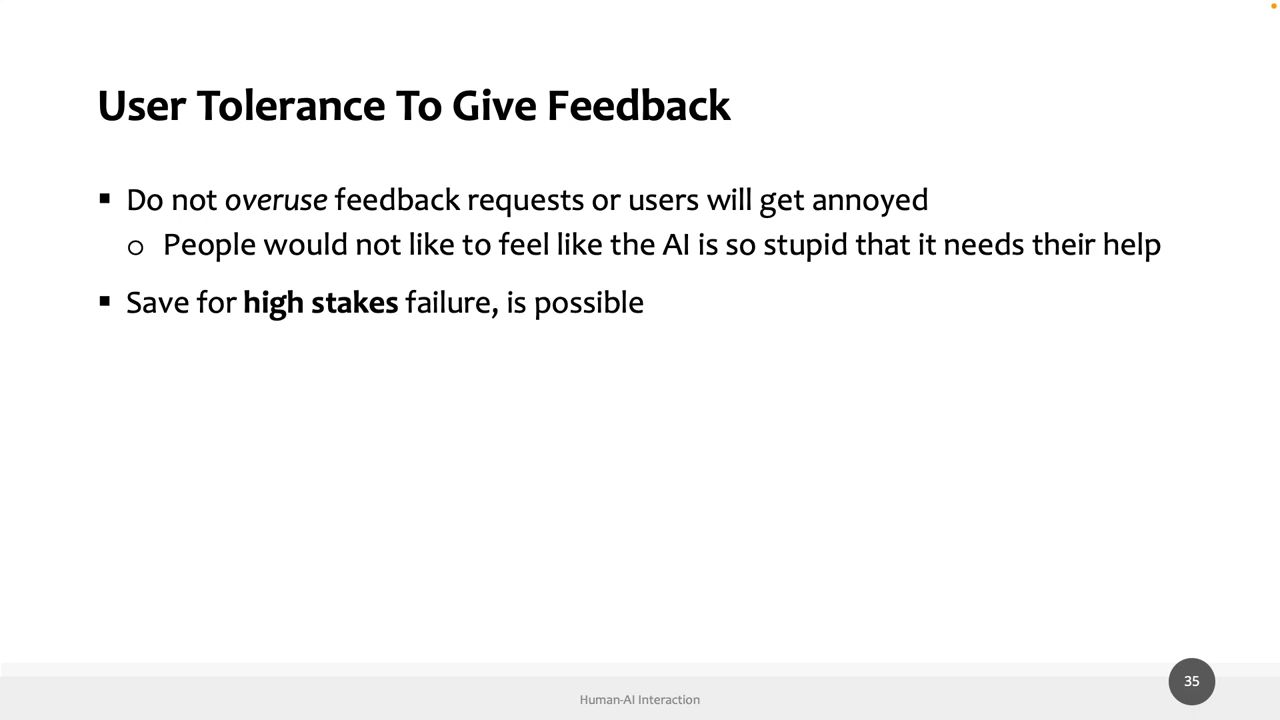 User Tolerance To Give Feedback
▪ Do not overuse feedback requests or users will get annoyed
o People would not like to feel like the AI is so stupid that it needs their help
▪ Save for high stakes failure, is possible
35
Human-AI Interaction